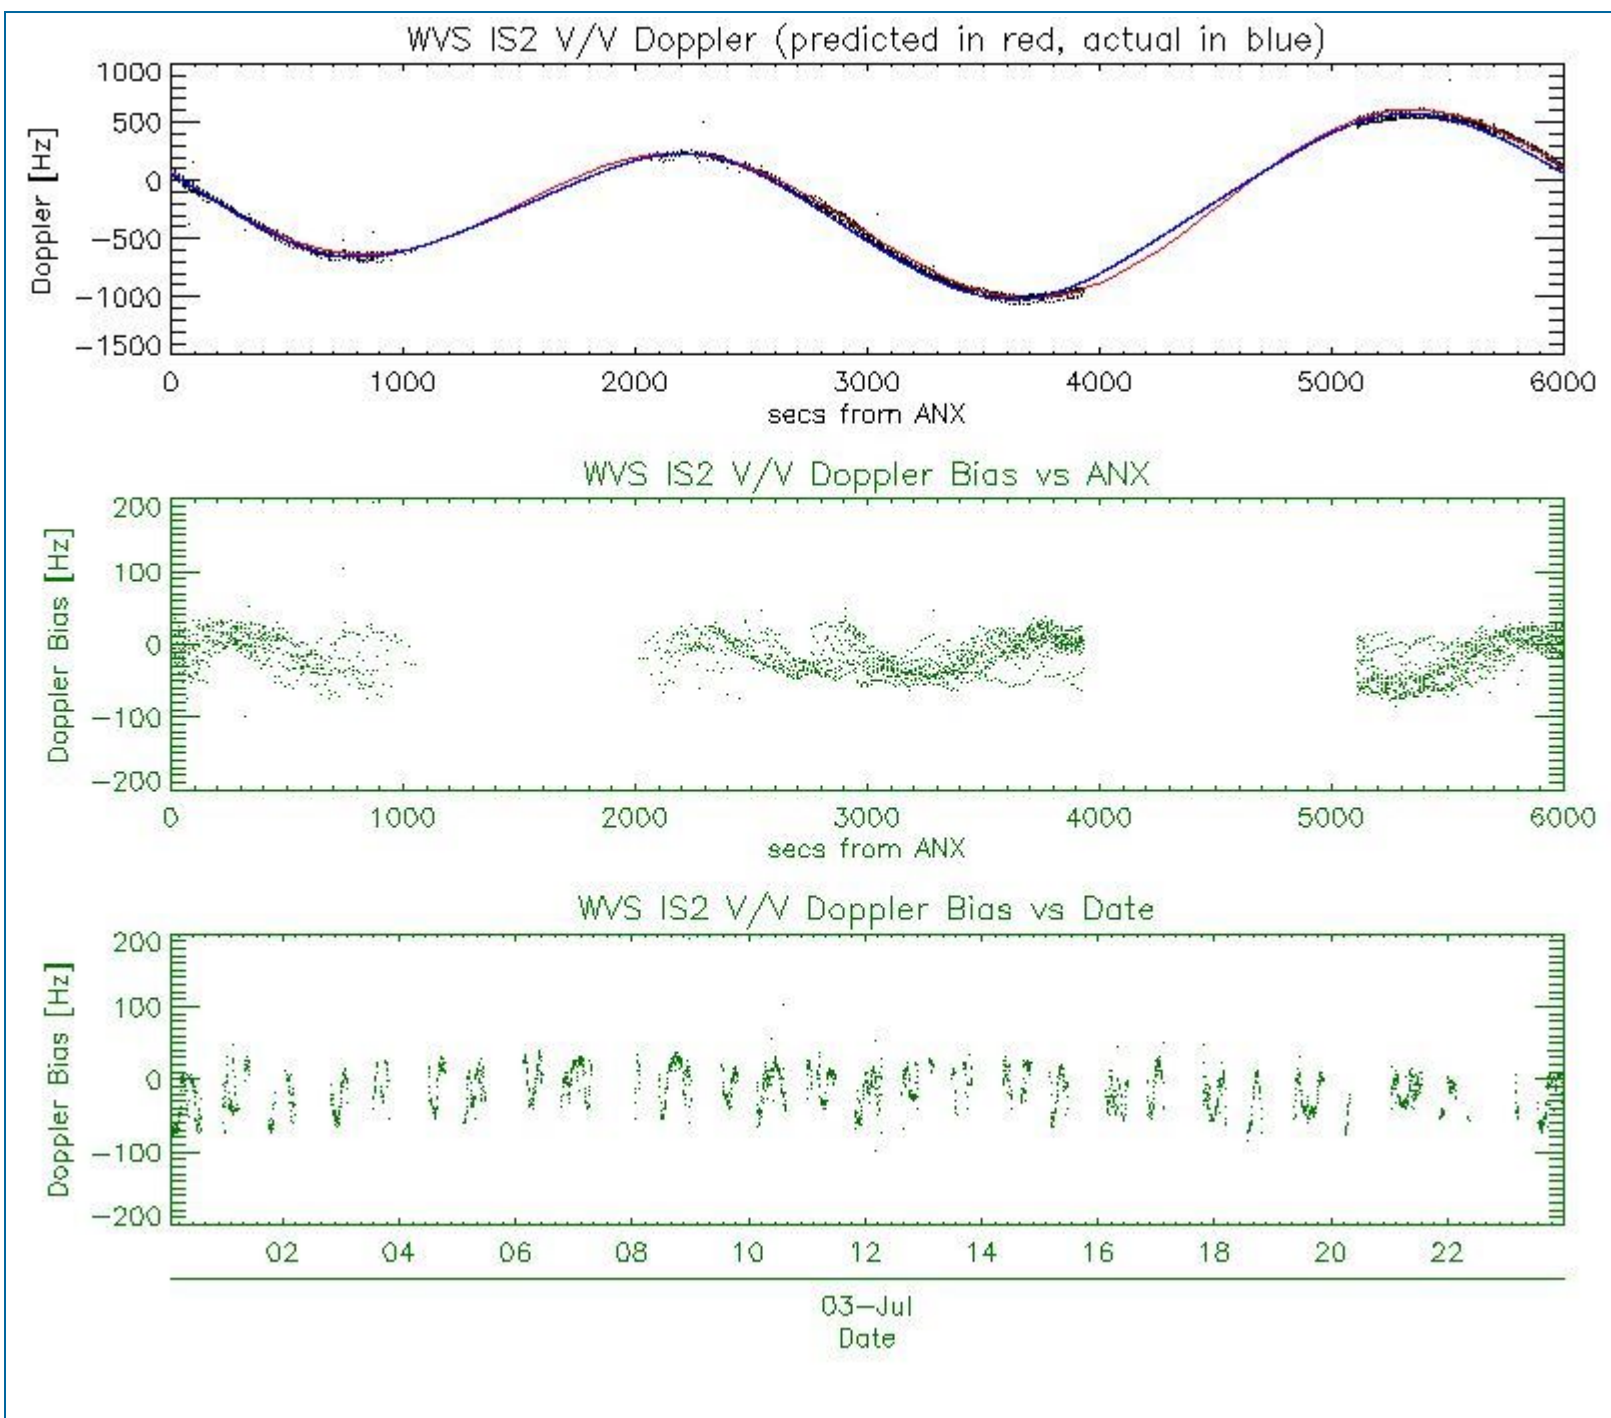 WVS IS2 V/V Doppler (predicted in red, actual in blue)
1000
500
0
−500
−1000
−1500
Doppler [Hz]
0 1000 2000 3000 4000 5000 6000
secs from ANX
WVS IS2 V/V Doppler Bias vs ANX
200
100
0
−100
−200
Doppler Bias [Hz]
0 1000 2000 3000 4000 5000 6000
secs from ANX
WVS IS2 V/V Doppler Bias vs Date
200
100
0
−100
−200
Doppler Bias [Hz]
02 04 06 08 10 12 14 16 18 20 22
03−Jul
Date